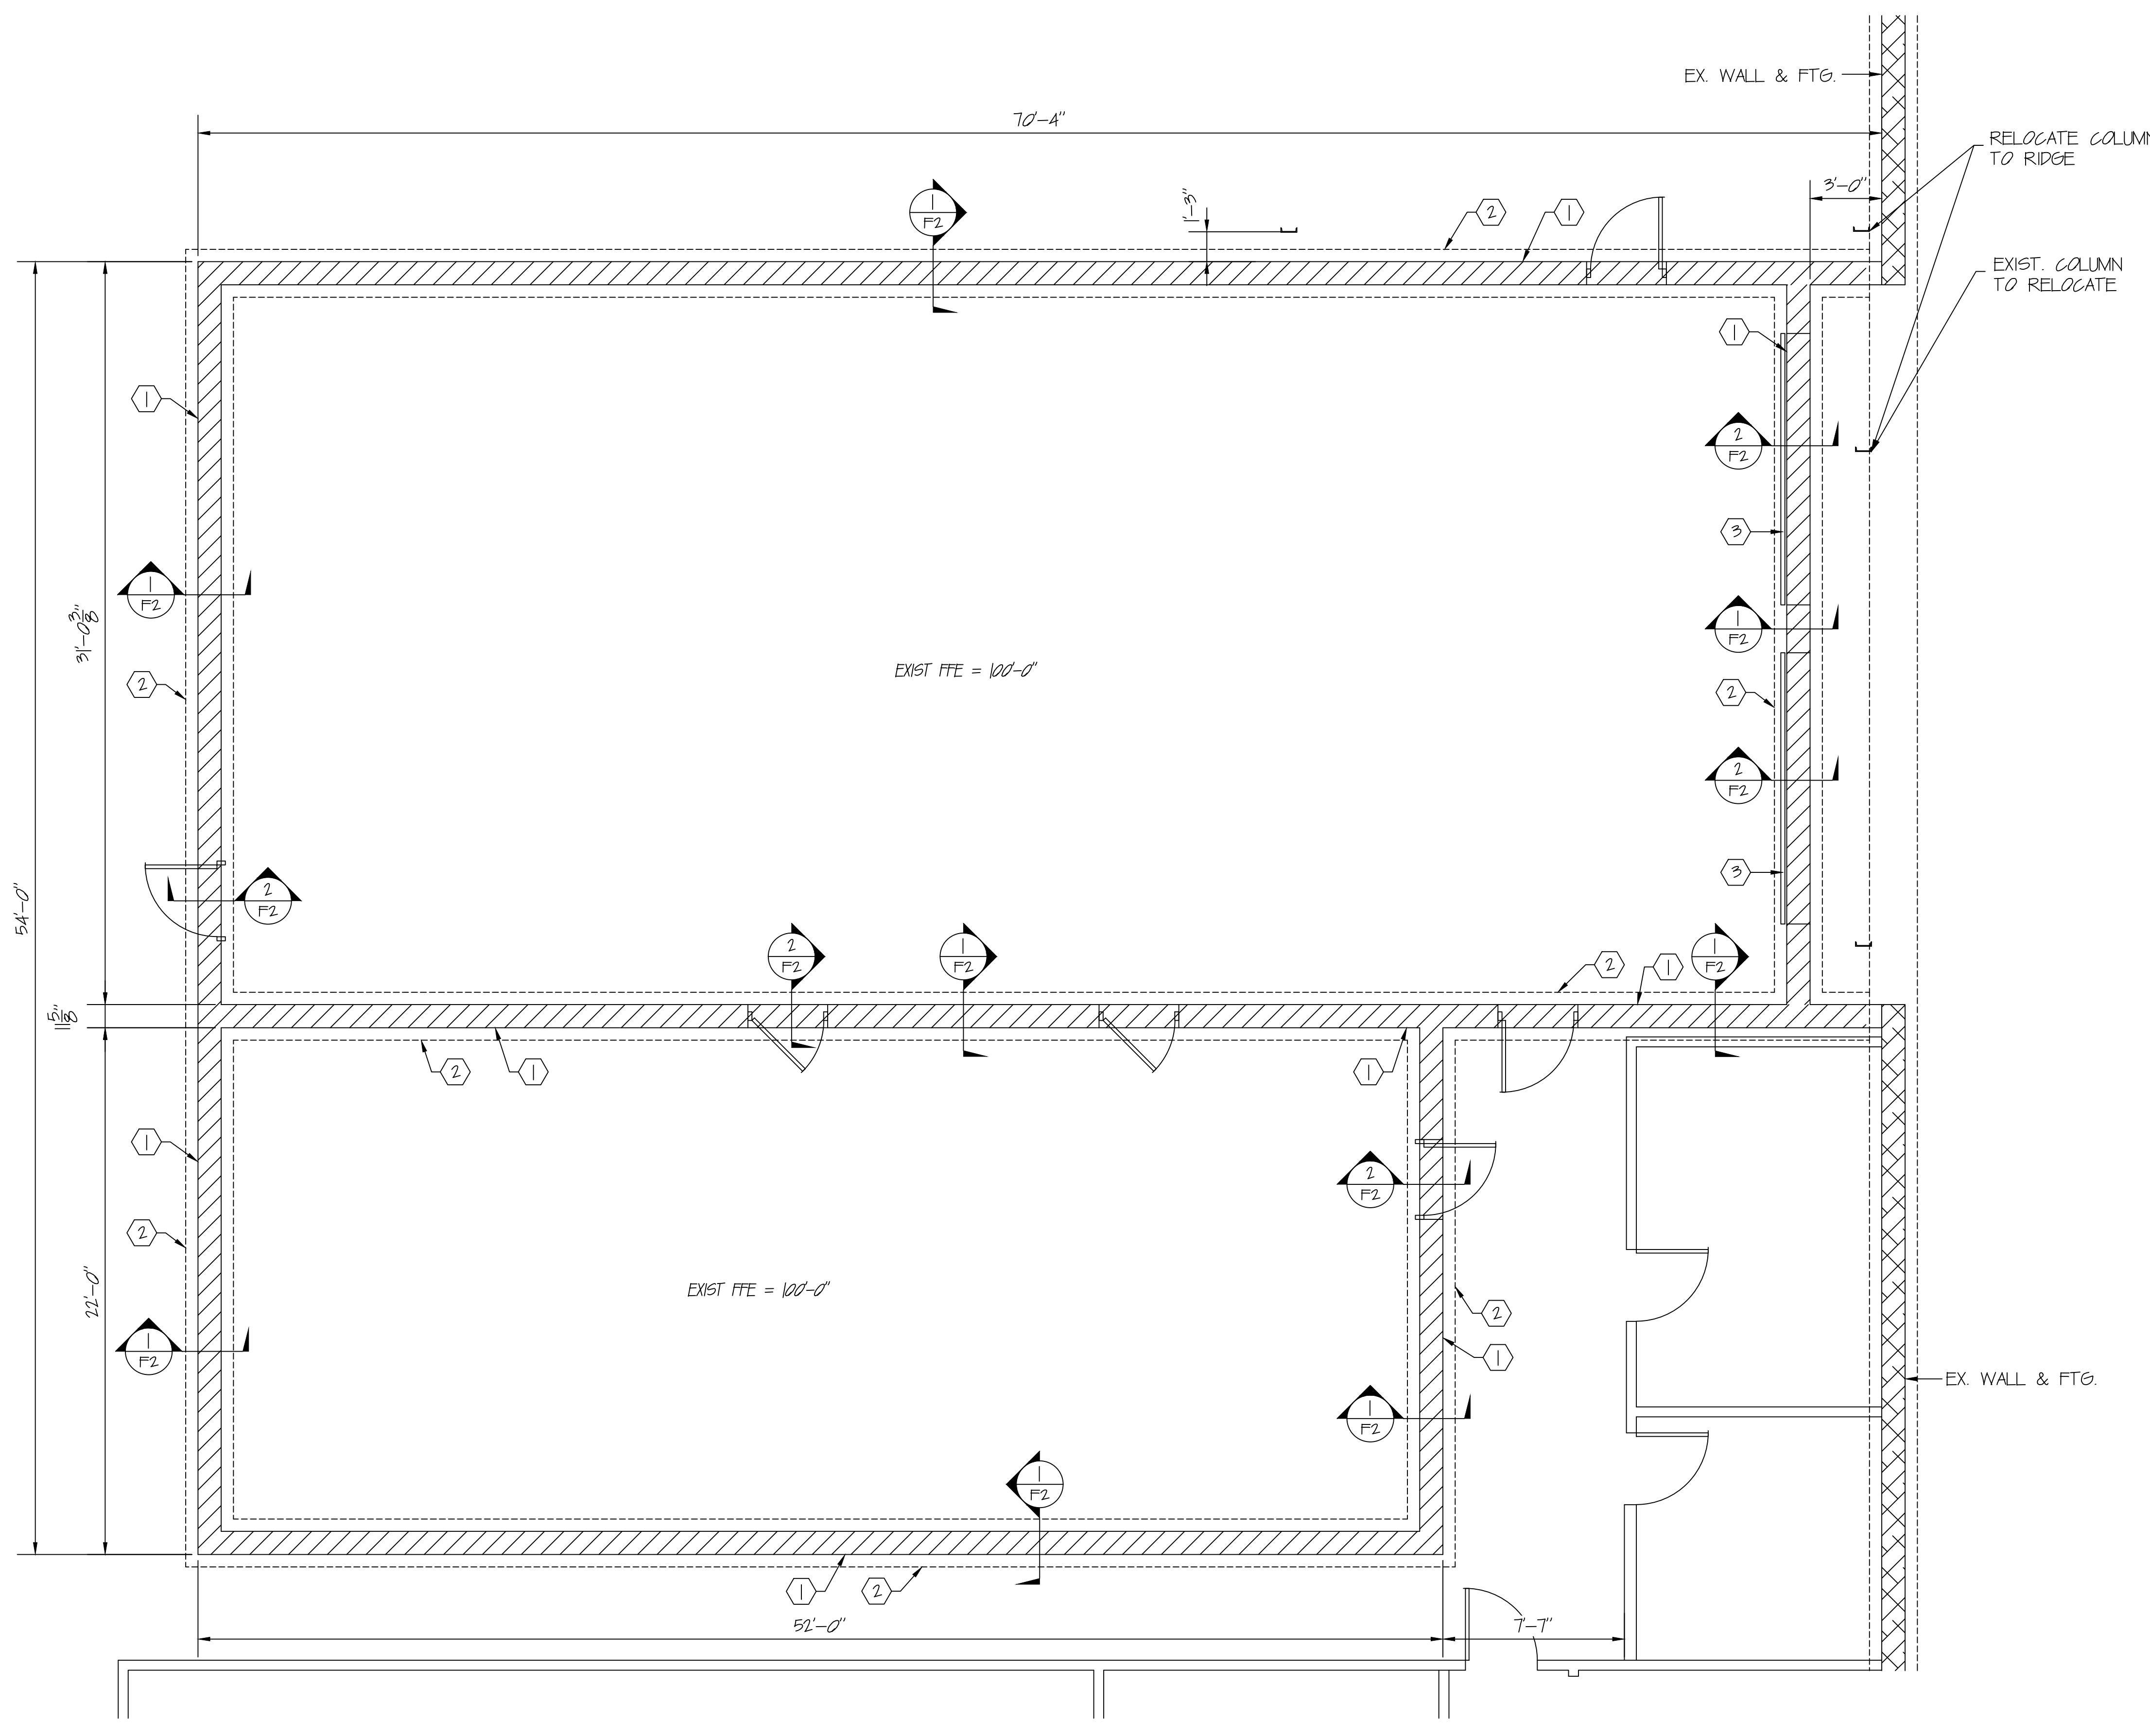 EX. WALL & FTG.
70'-4"
RELOCATE COLUMN
TO RIDGE
3'-0"
1'-3"
1
F2
2
1
EXIST. COLUMN
TO RELOCATE
1
1
2
F2
3
1
F2
1
F2
31'-0 3/8"
EXIST FFE = 100'-0"
2
2
2
F2
3
2
F2
54'-0"
2
F2
1
F2
2
1
1
F2
11 5/8"
2
1
1
1
2
F2
2
EXIST FFE = 100'-0"
22'-0"
2
1
1
F2
EX. WALL & FTG.
1
F2
1
F2
1
2
52'-0"
7'-7"